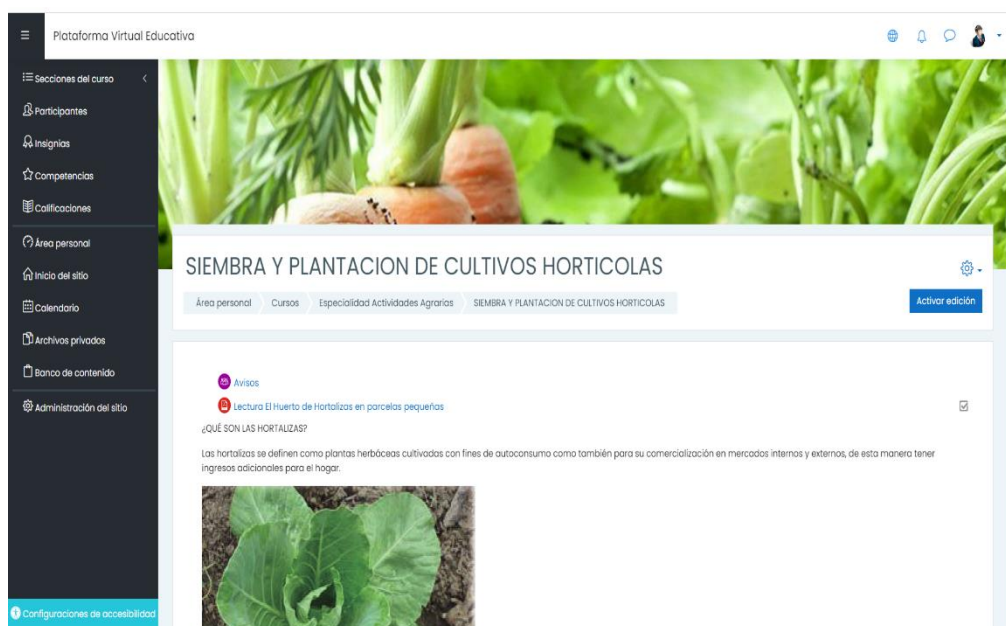 Plataforma Virtual Educativa
Secciones del curso
Participantes
Insignias
Competencias
Calificaciones
Área personal
Inicio del sitio
Calendario
Archivos privados
Banco de contenido
Administración del sitio
Configuraciones de accesibilidad
SIEMBRA Y PLANTACION DE CULTIVOS HORTICOLAS
Área personal Cursos Especialidad Actividades Agrarias SIEMBRA Y PLANTACION DE CULTIVOS HORTICOLAS
Activar edición
Avisos
Lectura El Huerto de Hortalizas en parcelas pequeñas
¿QUÉ SON LAS HORTALIZAS?
Las hortalizas se definen como plantas herbáceas cultivadas con fines de autoconsumo como también para su comercialización en mercados internos y externos, de esta manera tener
ingresos adicionales para el hogar.